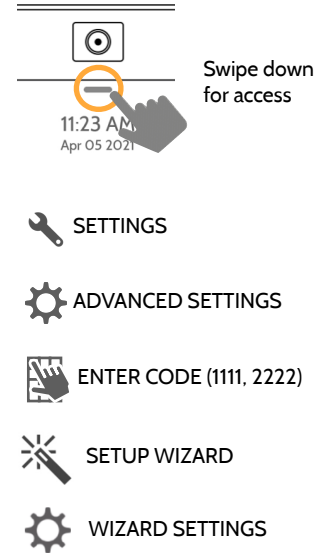 Swipe down
for access
11:23 AM
Apr 05 2021
SETTINGS
ADVANCED SETTINGS
ENTER CODE (1111, 2222)
SETUP WIZARD
WIZARD SETTINGS